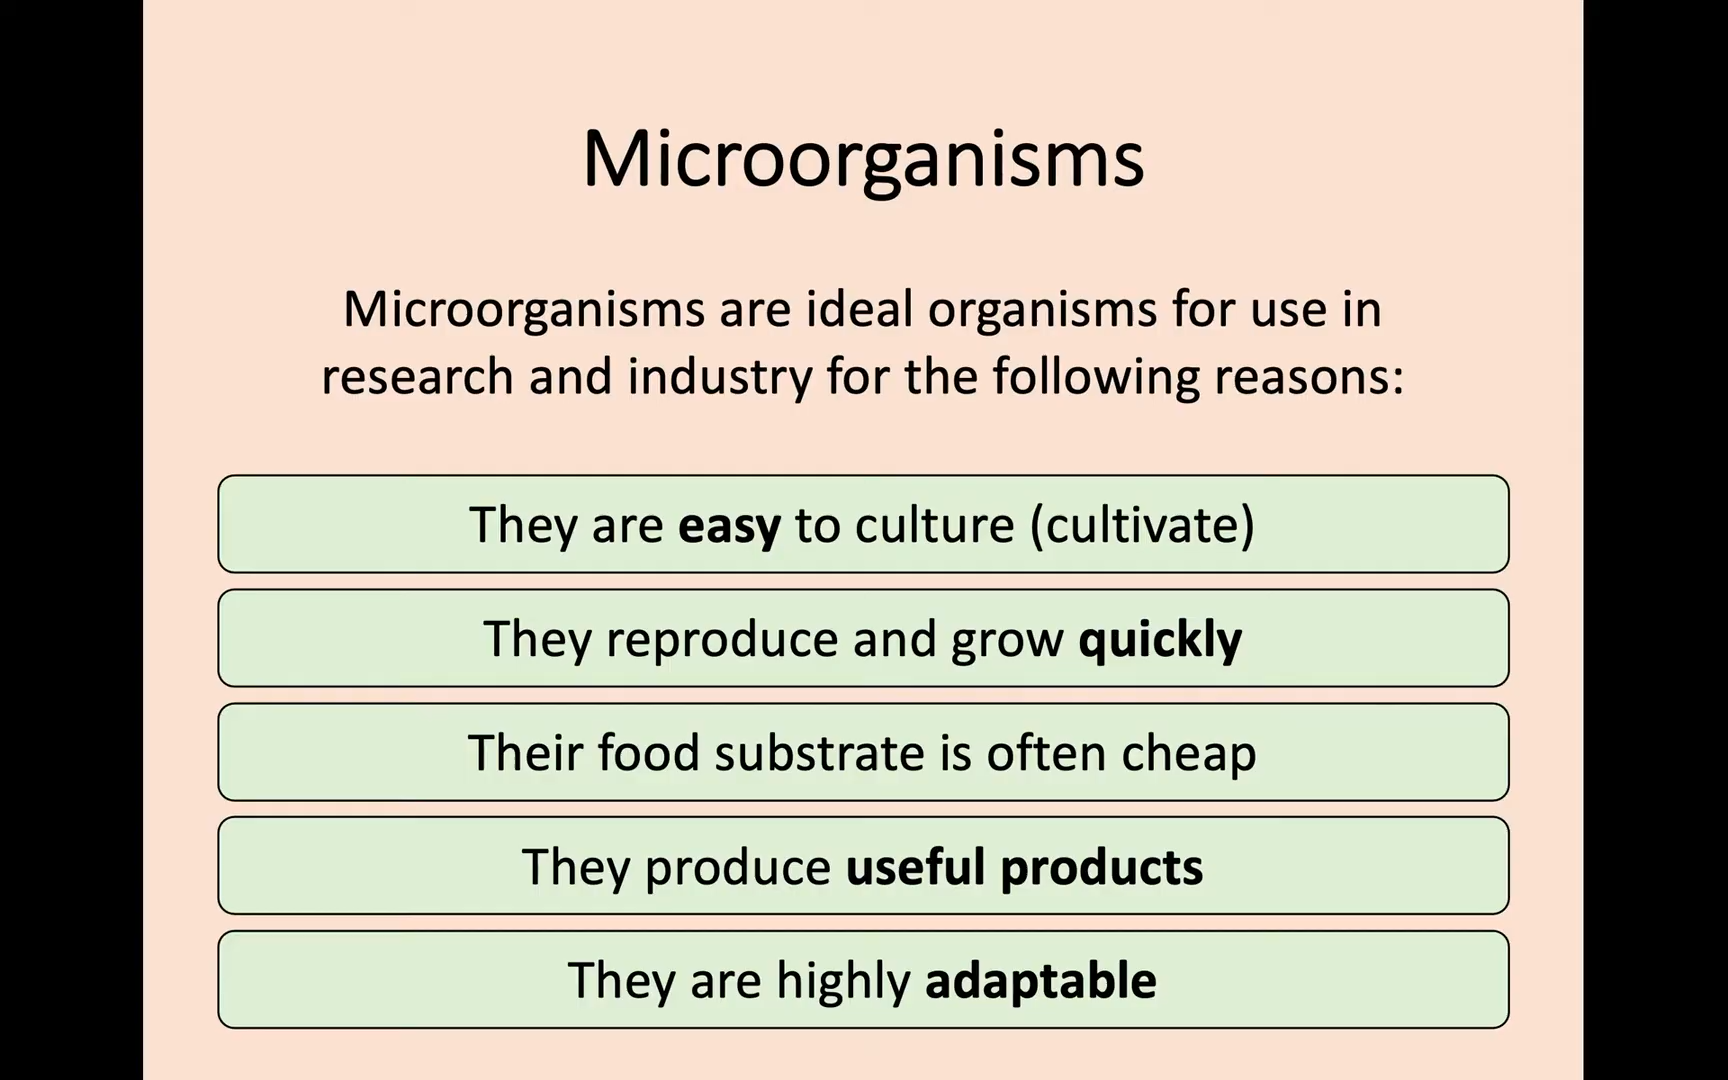 Microorganisms
Microorganisms are ideal organisms for use in
research and industry for the following reasons:
They are easy to culture (cultivate)
They reproduce and grow quickly
Their food substrate is often cheap
They produce useful products
They are highly adaptable